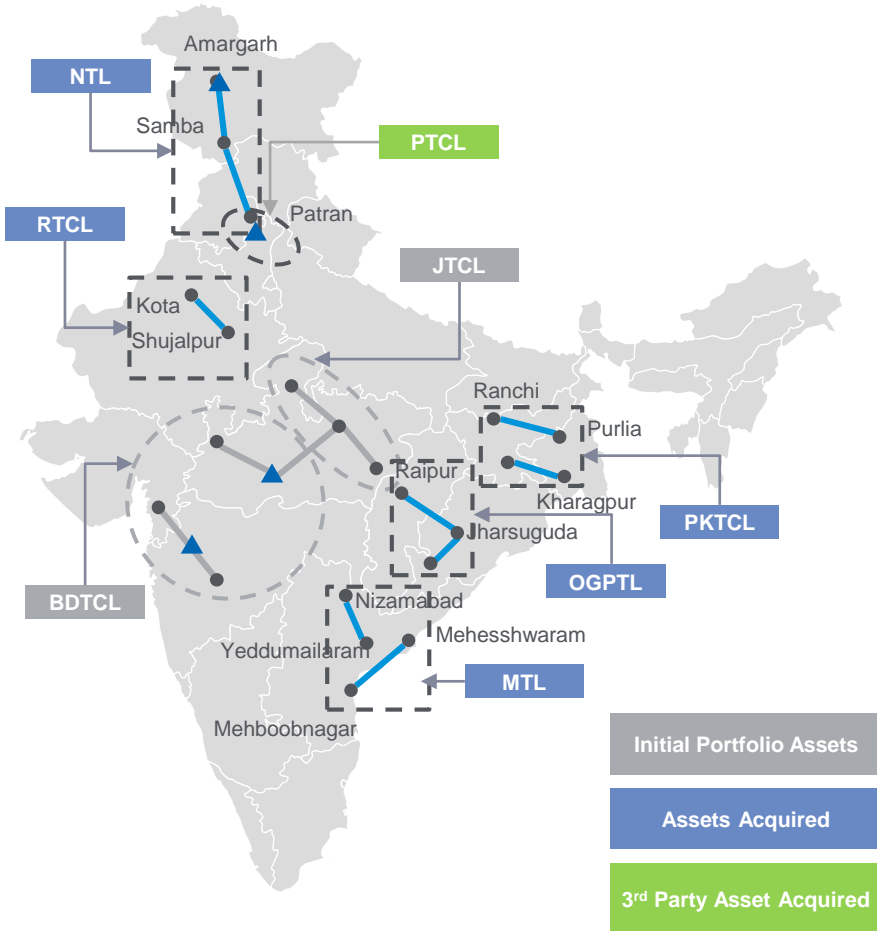 Amargarh
NTL
Samba
PTCL
Patran
RTCL
JTCL
Kota
Shujalpur
Ranchi
Purlia
Raipur
Kharagpur
PKTCL
Jharsuguda
OGPTL
BDTCL
Nizamabad
Mehesshwaram
Yeddumailaram
MTL
Mehboobnagar
Initial Portfolio Assets
Assets Acquired
3rd Party Asset Acquired